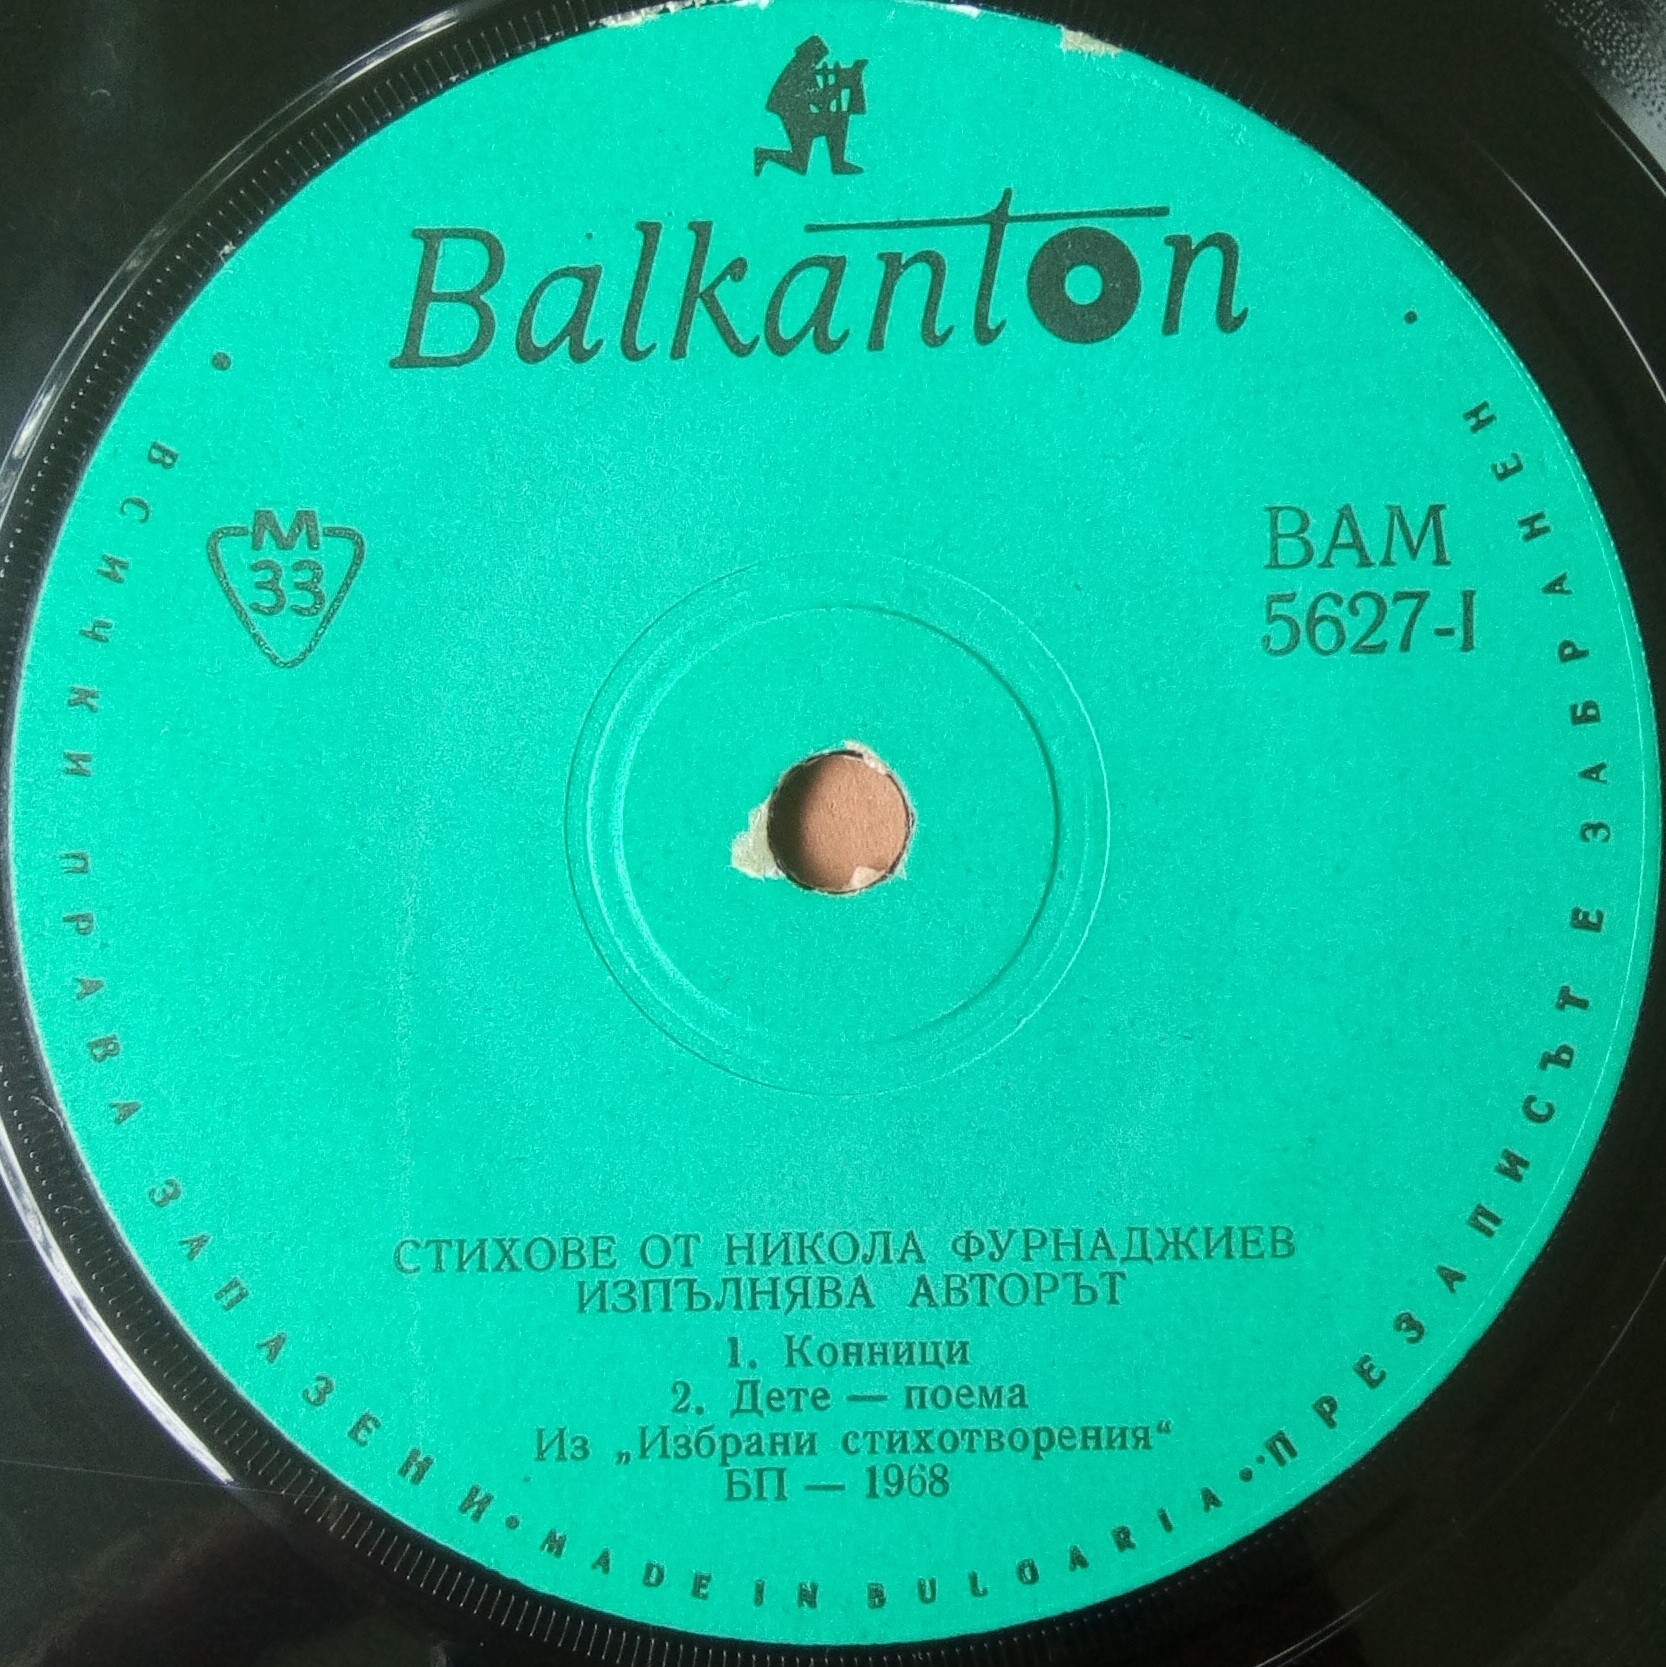 Balkanton
М
33
ВАМ
5627-I
СТИХОВЕ ОТ НИКОЛА ФУРНАДЖИЕВ
ИЗПЪЛНЯВА АВТОРЪТ
1. Конници
2. Дете — поема
Из „Избрани стихотворения“
БП — 1968
• ВСИЧКИ ПРАВА ЗАПАЗЕНИ • MADE IN BULGARIA • ПРЕЗАПИСЪТ Е ЗАБРАНЕН •